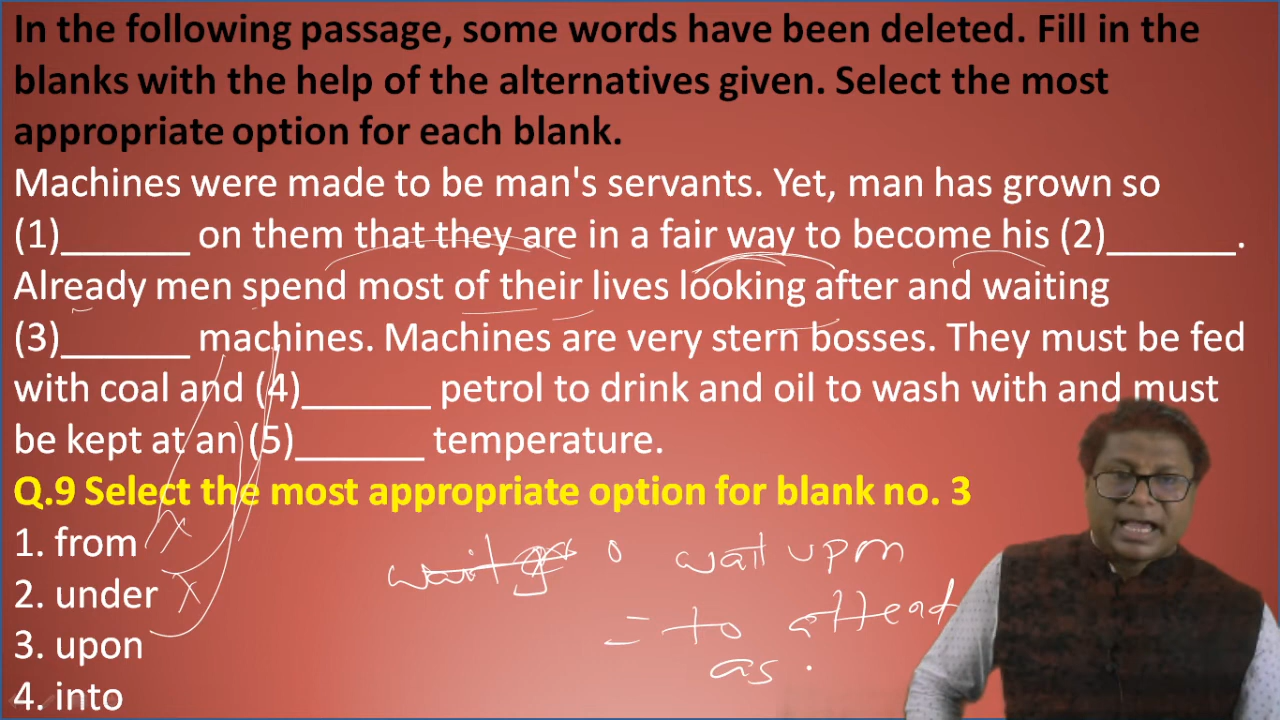 In the following passage, some words have been deleted. Fill in the
blanks with the help of the alternatives given. Select the most
appropriate option for each blank.
Machines were made to be man's servants. Yet, man has grown so
(1)______ on them that they are in a fair way to become his (2)______.
Already men spend most of their lives looking after and waiting
(3)______ machines. Machines are very stern bosses. They must be fed
with coal and (4)______ petrol to drink and oil to wash with and must
be kept at an (5)______ temperature.
Q.9 Select the most appropriate option for blank no. 3
1. from
2. under
3. upon
4. into
wait upon
= to attend
as